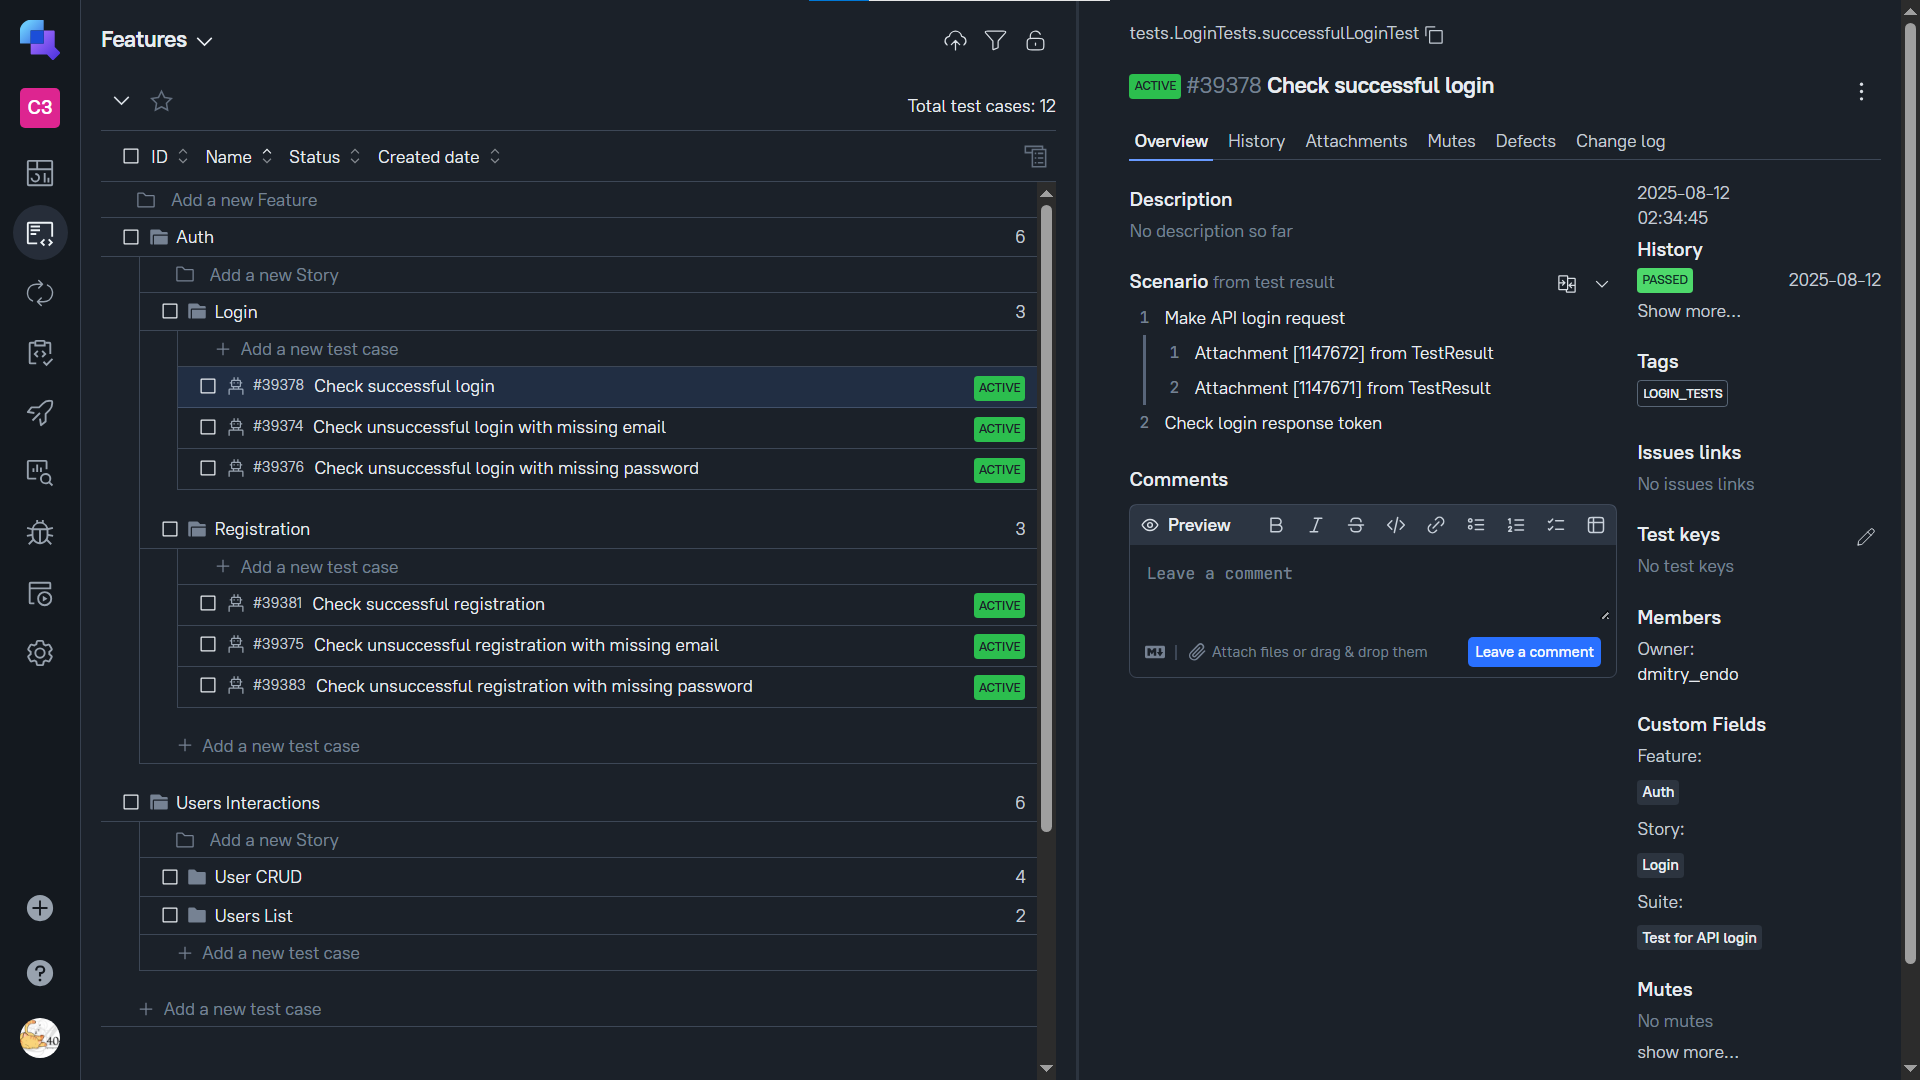 Features
C3
Total test cases: 12
ID Name Status Created date
Add a new Feature
Auth 6
Add a new Story
Login 3
Add a new test case
#39378 Check successful login ACTIVE
#39374 Check unsuccessful login with missing email ACTIVE
#39376 Check unsuccessful login with missing password ACTIVE
Registration 3
Add a new test case
#39381 Check successful registration ACTIVE
#39375 Check unsuccessful registration with missing email ACTIVE
#39383 Check unsuccessful registration with missing password ACTIVE
Add a new test case
Users Interactions 6
Add a new Story
User CRUD 4
Users List 2
Add a new test case
Add a new test case
40
tests.LoginTests.successfulLoginTest
ACTIVE #39378 Check successful login
Overview History Attachments Mutes Defects Change log
Description
No description so far
Scenario from test result
1 Make API login request
1 Attachment [1147672] from TestResult
2 Attachment [1147671] from TestResult
2 Check login response token
Comments
Preview
Leave a comment
Attach files or drag & drop them
Leave a comment
2025-08-12
02:34:45
History
PASSED 2025-08-12
Show more...
Tags
LOGIN_TESTS
Issues links
No issues links
Test keys
No test keys
Members
Owner:
dmitry_endo
Custom Fields
Feature:
Auth
Story:
Login
Suite:
Test for API login
Mutes
No mutes
show more...